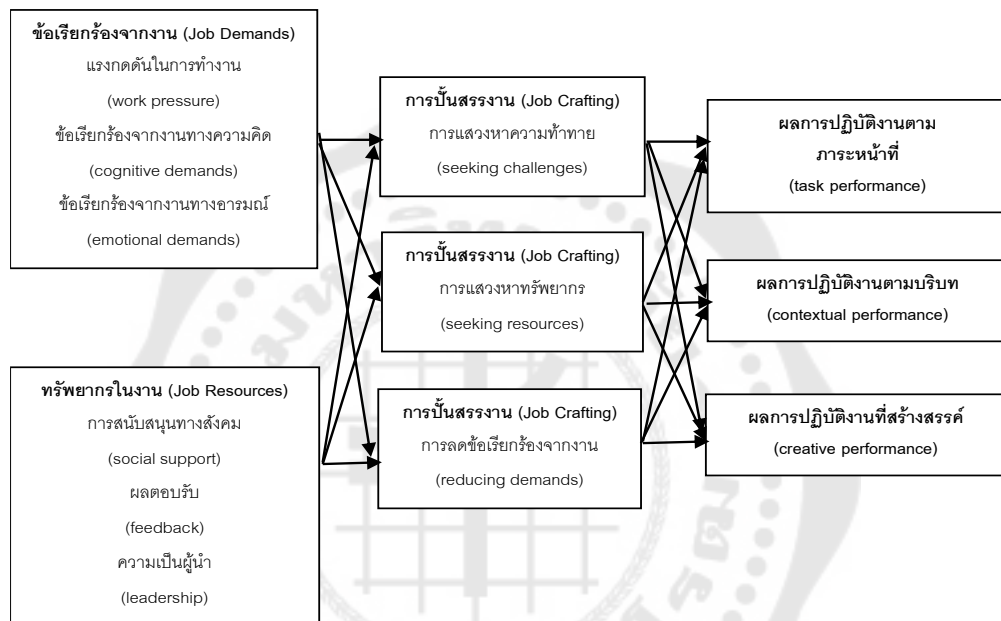 ข้อเรียกร้องจากงาน (Job Demands)
แรงกดดันในการทำงาน
(work pressure)
ข้อเรียกร้องจากงานทางความคิด
(cognitive demands)
ข้อเรียกร้องจากงานทางอารมณ์
(emotional demands)
ทรัพยากรในงาน (Job Resources)
การสนับสนุนทางสังคม
(social support)
ผลตอบรับ
(feedback)
ความเป็นผู้นำ
(leadership)
การปั้นสรรงาน (Job Crafting)
การแสวงหาความท้าทาย
(seeking challenges)
การปั้นสรรงาน (Job Crafting)
การแสวงหาทรัพยากร
(seeking resources)
การปั้นสรรงาน (Job Crafting)
การลดข้อเรียกร้องจากงาน
(reducing demands)
ผลการปฏิบัติงานตาม
ภาระหน้าที่
(task performance)
ผลการปฏิบัติงานตามบริบท
(contextual performance)
ผลการปฏิบัติงานที่สร้างสรรค์
(creative performance)